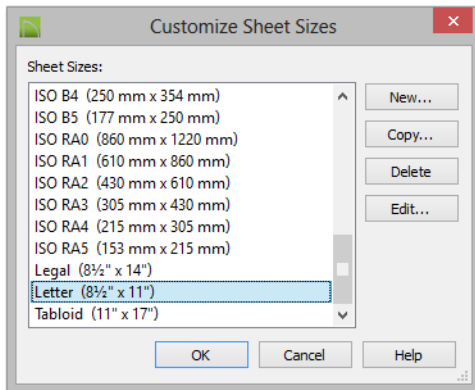 Customize Sheet Sizes
Sheet Sizes:
ISO B4 (250 mm x 354 mm)
ISO B5 (177 mm x 250 mm)
ISO RA0 (860 mm x 1220 mm)
ISO RA1 (610 mm x 860 mm)
ISO RA2 (430 mm x 610 mm)
ISO RA3 (305 mm x 430 mm)
ISO RA4 (215 mm x 305 mm)
ISO RA5 (153 mm x 215 mm)
Legal (8½" x 14")
Letter (8½" x 11")
Tabloid (11" x 17")
New...
Copy...
Delete
Edit...
OK Cancel Help